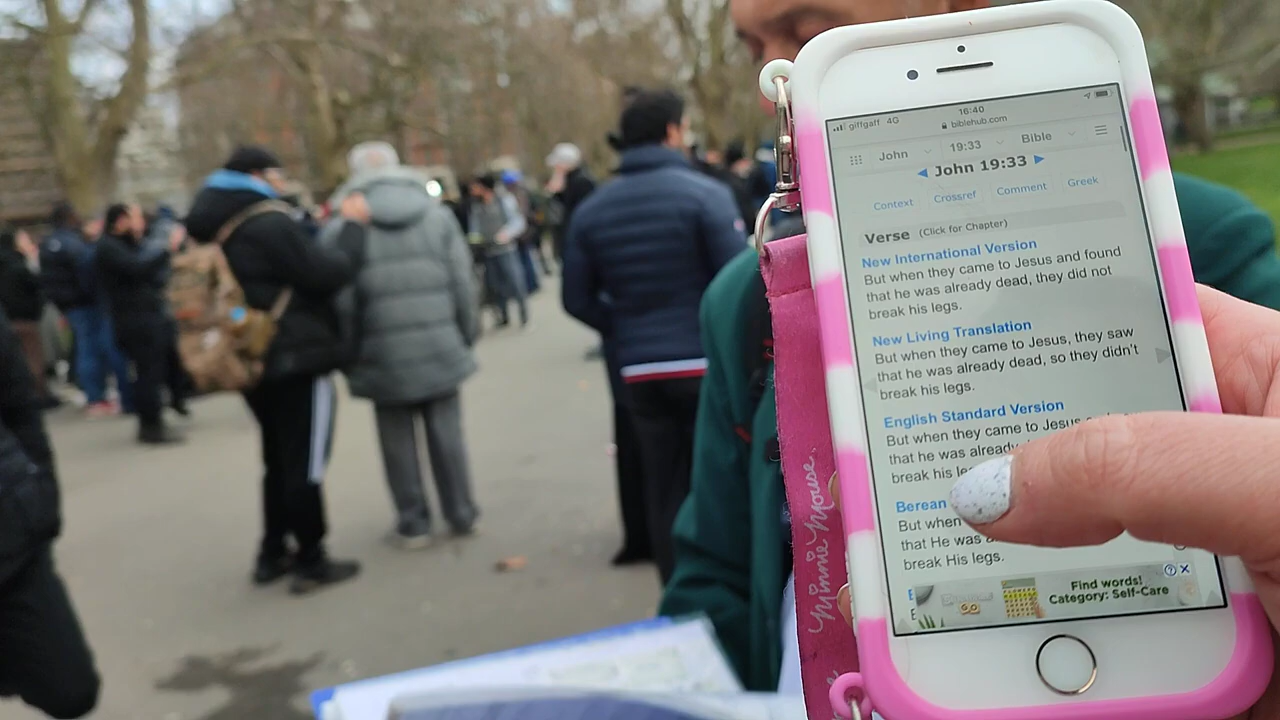 giffgaff 4G 16:40
biblehub.com
John 19:33 Bible
John 19:33
Context Crossref Comment Greek
Verse (Click for Chapter)
New International Version
But when they came to Jesus and found
that he was already dead, they did not
break his legs.
New Living Translation
But when they came to Jesus, they saw
that he was already dead, so they didn't
break his legs.
English Standard Version
But when they came to Jesus
that he was already
break his
Berean
But when
that He was
break His legs.
Find words!
Category: Self-Care
Minnie Mouse